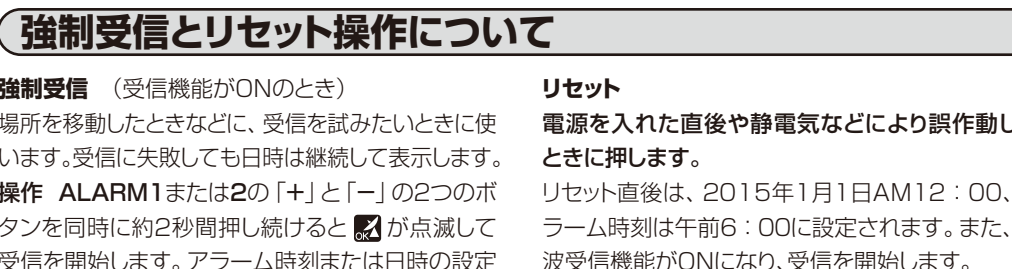 強制受信とリセット操作について
強制受信 （受信機能がONのとき）
場所を移動したときなどに、受信を試みたいときに使
います。受信に失敗しても日時は継続して表示します。
操作 ALARM1または2の「+」と「−」の2つのボ
タンを同時に約2秒間押し続けると OK が点滅して
受信を開始します。アラーム時刻または日時の設定
リセット
電源を入れた直後や静電気などにより誤作動し
ときに押します。
リセット直後は、2015年1月1日AM12：00、
ラーム時刻は午前6：00に設定されます。また、
波受信機能がONになり、受信を開始します。